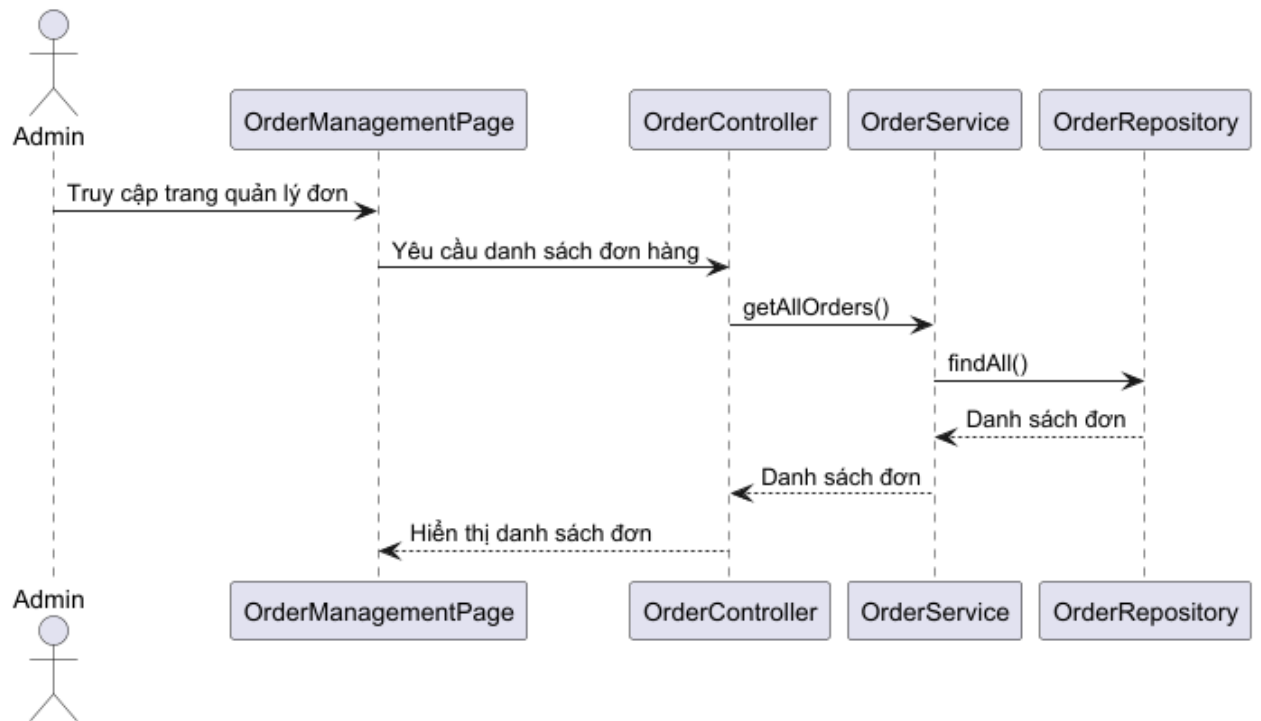 Admin
OrderManagementPage
OrderController
OrderService
OrderRepository
Truy cập trang quản lý đơn
Yêu cầu danh sách đơn hàng
getAllOrders()
findAll()
Danh sách đơn
Danh sách đơn
Hiển thị danh sách đơn
Admin
OrderManagementPage
OrderController
OrderService
OrderRepository